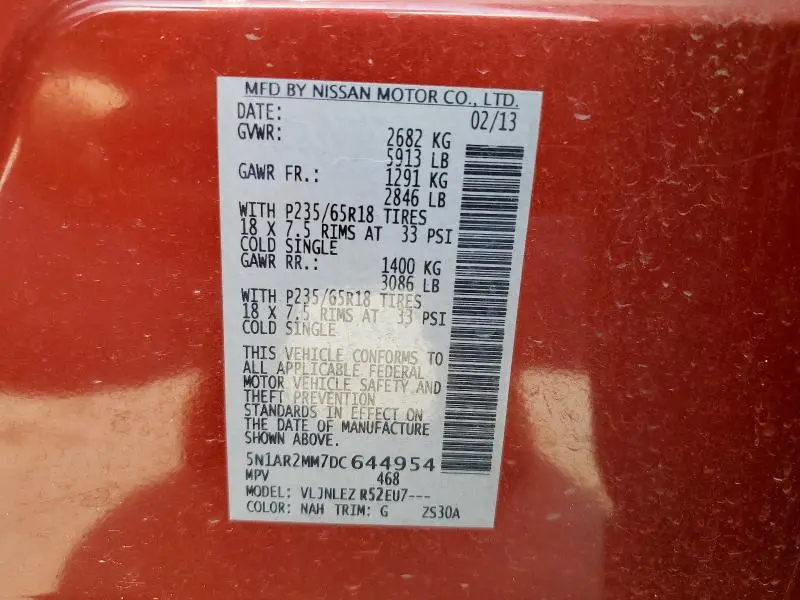 MFD BY NISSAN MOTOR CO., LTD.
DATE: 02/13
GVWR: 2682 KG
5913 LB
GAWR FR.: 1291 KG
2846 LB
WITH P235/65R18 TIRES
18 X 7.5 RIMS AT 33 PSI
COLD SINGLE
GAWR RR.: 1400 KG
3086 LB
WITH P235/65R18 TIRES
18 X 7.5 RIMS AT 33 PSI
COLD SINGLE
THIS VEHICLE CONFORMS TO
ALL APPLICABLE FEDERAL
MOTOR VEHICLE SAFETY AND
THEFT PREVENTION
STANDARDS IN EFFECT ON
THE DATE OF MANUFACTURE
SHOWN ABOVE.
5N1AR2MM7DC644954
MPV 468
MODEL: VLJNLEZ R52EU7---
COLOR: NAH TRIM: G ZS30A